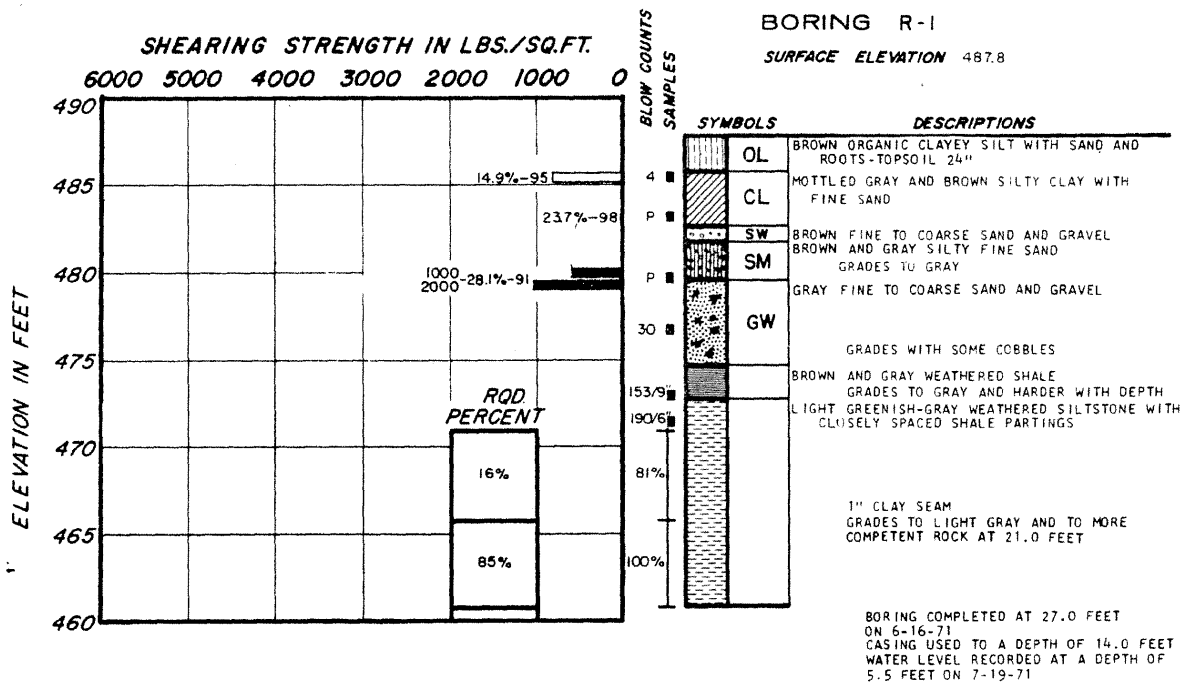 BORING R-1
SURFACE ELEVATION 487.8
SHEARING STRENGTH IN LBS./SQ.FT.
6000 5000 4000 3000 2000 1000 0
BLOW COUNTS
SAMPLES
SYMBOLS DESCRIPTIONS
ELEVATION IN FEET
490
485
480
475
470
465
460
14.9%-95
23.7%-98
1000
2000
-28.1%-91
RQD
PERCENT
16%
85%
4
P
P
30
153/9"
190/6"
81%
100%
OL
BROWN ORGANIC CLAYEY SILT WITH SAND AND
ROOTS-TOPSOIL 24"
CL
MOTTLED GRAY AND BROWN SILTY CLAY WITH
FINE SAND
SW
BROWN FINE TO COARSE SAND AND GRAVEL
SM
BROWN AND GRAY SILTY FINE SAND
GRADES TO GRAY
GW
GRAY FINE TO COARSE SAND AND GRAVEL
GRADES WITH SOME COBBLES
BROWN AND GRAY WEATHERED SHALE
GRADES TO GRAY AND HARDER WITH DEPTH
LIGHT GREENISH-GRAY WEATHERED SILTSTONE WITH
CLOSELY SPACED SHALE PARTINGS
1" CLAY SEAM
GRADES TO LIGHT GRAY AND TO MORE
COMPETENT ROCK AT 21.0 FEET
BORING COMPLETED AT 27.0 FEET
ON 6-16-71
CASING USED TO A DEPTH OF 14.0 FEET
WATER LEVEL RECORDED AT A DEPTH OF
5.5 FEET ON 7-19-71